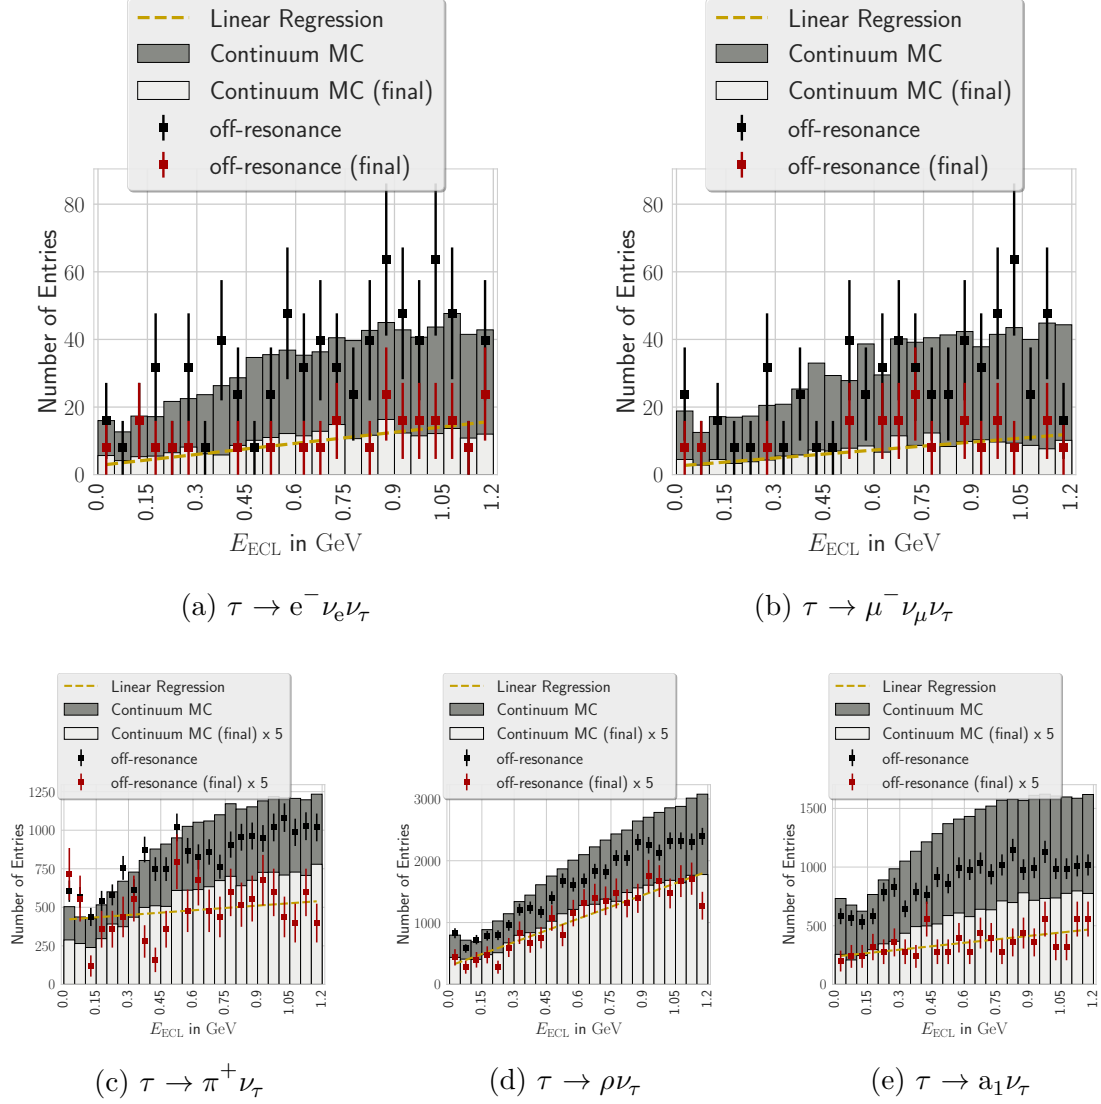 Linear Regression
Continuum MC
Continuum MC (final)
off-resonance
off-resonance (final)
Number of Entries
80
60
40
20
0
0.0
0.15
0.3
0.45
0.6
0.75
0.9
1.05
1.2
E_ECL in GeV
(a) τ → e⁻ν_eν_τ
Linear Regression
Continuum MC
Continuum MC (final)
off-resonance
off-resonance (final)
Number of Entries
80
60
40
20
0
0.0
0.15
0.3
0.45
0.6
0.75
0.9
1.05
1.2
E_ECL in GeV
(b) τ → μ⁻ν_μν_τ
Linear Regression
Continuum MC
Continuum MC (final) x 5
off-resonance
off-resonance (final) x 5
Number of Entries
1250
1000
750
500
250
0
0.0
0.15
0.3
0.45
0.6
0.75
0.9
1.05
1.2
E_ECL in GeV
(c) τ → π⁺ν_τ
Linear Regression
Continuum MC
Continuum MC (final) x 5
off-resonance
off-resonance (final) x 5
Number of Entries
3000
2000
1000
0
0.0
0.15
0.3
0.45
0.6
0.75
0.9
1.05
1.2
E_ECL in GeV
(d) τ → ρν_τ
Linear Regression
Continuum MC
Continuum MC (final) x 5
off-resonance
off-resonance (final) x 5
Number of Entries
1500
1000
500
0
0.0
0.15
0.3
0.45
0.6
0.75
0.9
1.05
1.2
E_ECL in GeV
(e) τ → a₁ν_τ